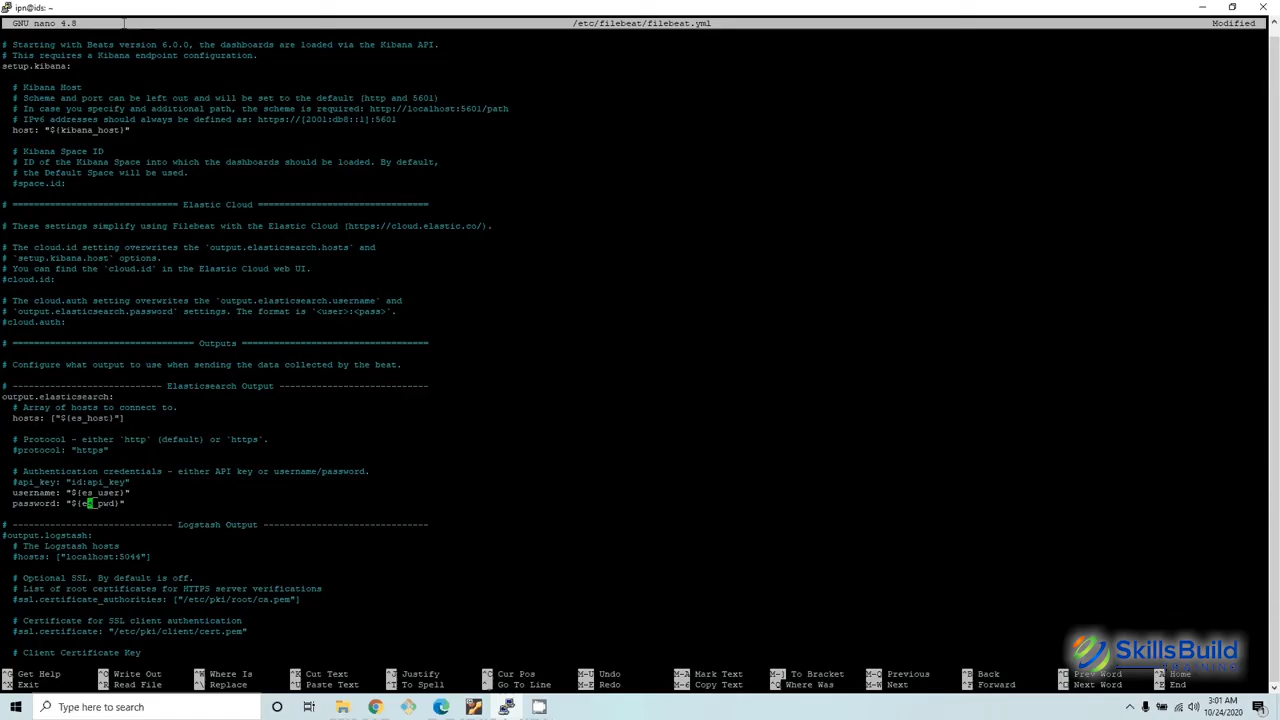 ipn@ids: ~
GNU nano 4.8 /etc/filebeat/filebeat.yml Modified
# Starting with Beats version 6.0.0, the dashboards are loaded via the Kibana API.
# This requires a Kibana endpoint configuration.
setup.kibana:
# Kibana Host
# Scheme and port can be left out and will be set to the default (http and 5601)
# In case you specify and additional path, the scheme is required: http://localhost:5601/path
# IPv6 addresses should always be defined as: https://[2001:db8::1]:5601
host: "${kibana_host}"
# Kibana Space ID
# ID of the Kibana Space into which the dashboards should be loaded. By default,
# the Default Space will be used.
#space.id:
# =============================== Elastic Cloud ================================
# These settings simplify using Filebeat with the Elastic Cloud (https://cloud.elastic.co/).
# The cloud.id setting overwrites the `output.elasticsearch.hosts` and
# `setup.kibana.host` options.
# You can find the `cloud.id` in the Elastic Cloud web UI.
#cloud.id:
# The cloud.auth setting overwrites the `output.elasticsearch.username` and
# `output.elasticsearch.password` settings. The format is `<user>:<pass>`.
#cloud.auth:
# ================================== Outputs ===================================
# Configure what output to use when sending the data collected by the beat.
# ---------------------------- Elasticsearch Output ----------------------------
output.elasticsearch:
# Array of hosts to connect to.
hosts: ["${es_host}"]
# Protocol - either `http` (default) or `https`.
#protocol: "https"
# Authentication credentials - either API key or username/password.
#api_key: "id:api_key"
username: "${es_user}"
password: "${es_pwd}"
# ------------------------------ Logstash Output -------------------------------
#output.logstash:
# The Logstash hosts
#hosts: ["localhost:5044"]
# Optional SSL. By default is off.
# List of root certificates for HTTPS server verifications
#ssl.certificate_authorities: ["/etc/pki/root/ca.pem"]
# Certificate for SSL client authentication
#ssl.certificate: "/etc/pki/client/cert.pem"
# Client Certificate Key
SkillsBuild
TRAINING
^G Get Help ^O Write Out ^W Where Is ^K Cut Text ^J Justify ^C Cur Pos M-U Undo M-A Mark Text M-] To Bracket M-Q Previous ^B Back Prev Word ^A Home
^X Exit ^R Read File ^\ Replace ^U Paste Text ^T To Spell ^_ Go To Line M-E Redo M-6 Copy Text ^Q Where Was M-W Next ^F Forward Next Word ^E End
Type here to search
3:01 AM
10/24/2020